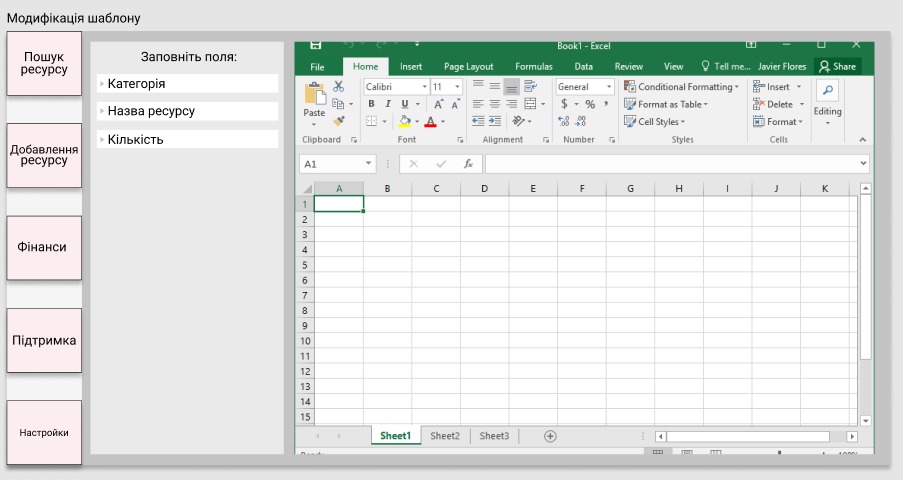 Модифікація шаблону
Пошук
ресурсу
Добавлення
ресурсу
Фінанси
Підтримка
Настройки
Заповніть поля:
Категорія
Назва ресурсу
Кількість
Book1 - Excel
File Home Insert Page Layout Formulas Data Review View Tell me... Javier Flores Share
Paste
Calibri 11
B I U A A
General
$ % ,
Conditional Formatting
Format as Table
Cell Styles
Insert
Delete
Format
Editing
Clipboard Font Alignment Number Styles Cells
A1 fx
A B C D E F G H I J K
1
2
3
4
5
6
7
8
9
10
11
12
13
14
15
Sheet1 Sheet2 Sheet3